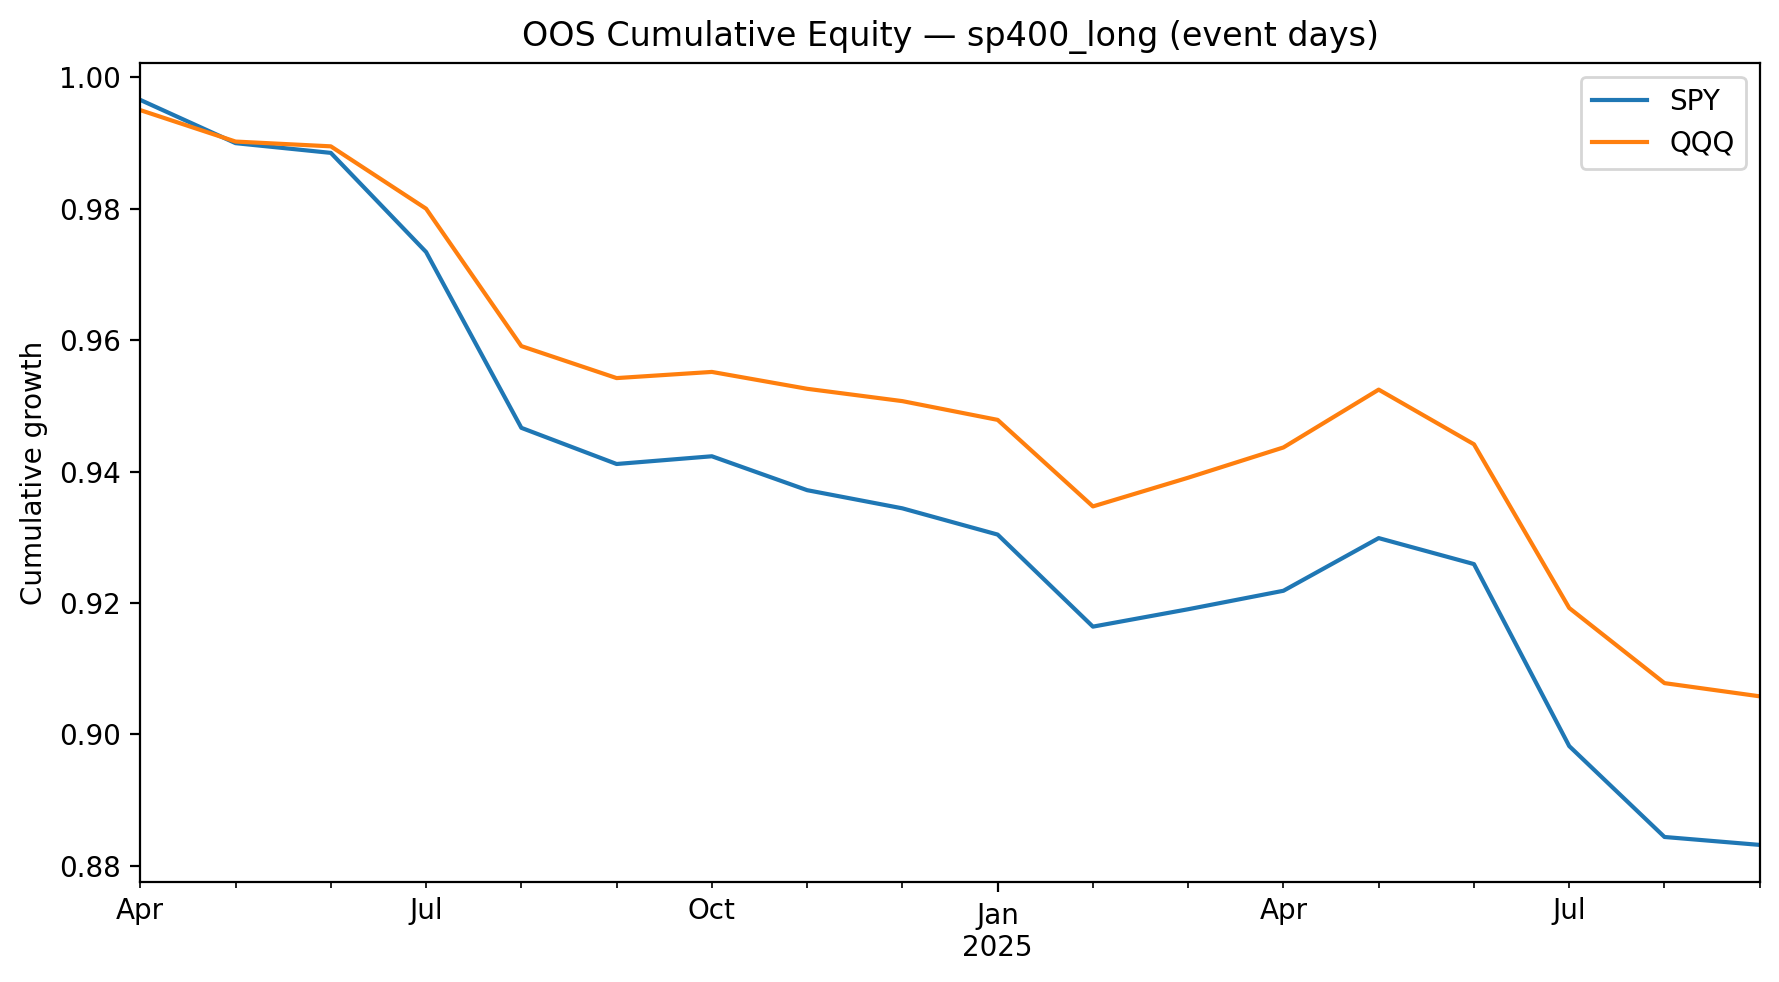 OOS Cumulative Equity — sp400_long (event days)
SPY
QQQ
Cumulative growth
1.00
0.98
0.96
0.94
0.92
0.90
0.88
Apr
Jul
Oct
Jan
2025
Apr
Jul